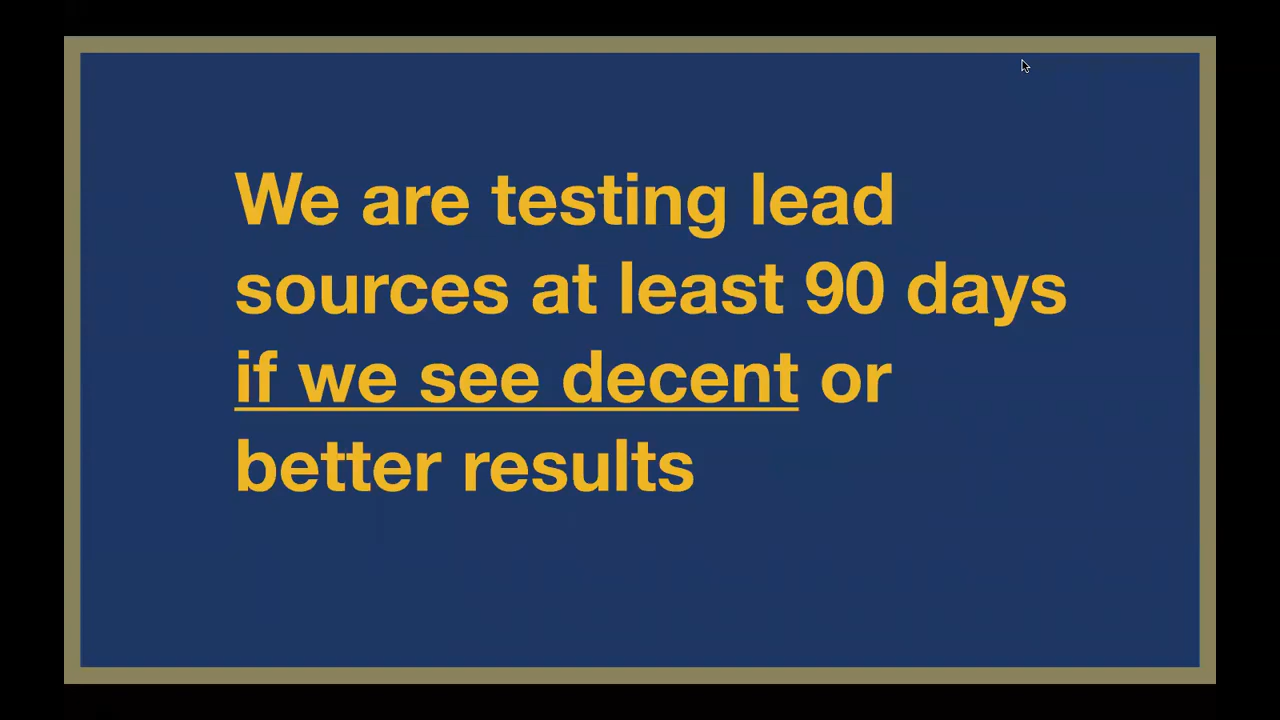 We are testing lead
sources at least 90 days
if we see decent or
better results